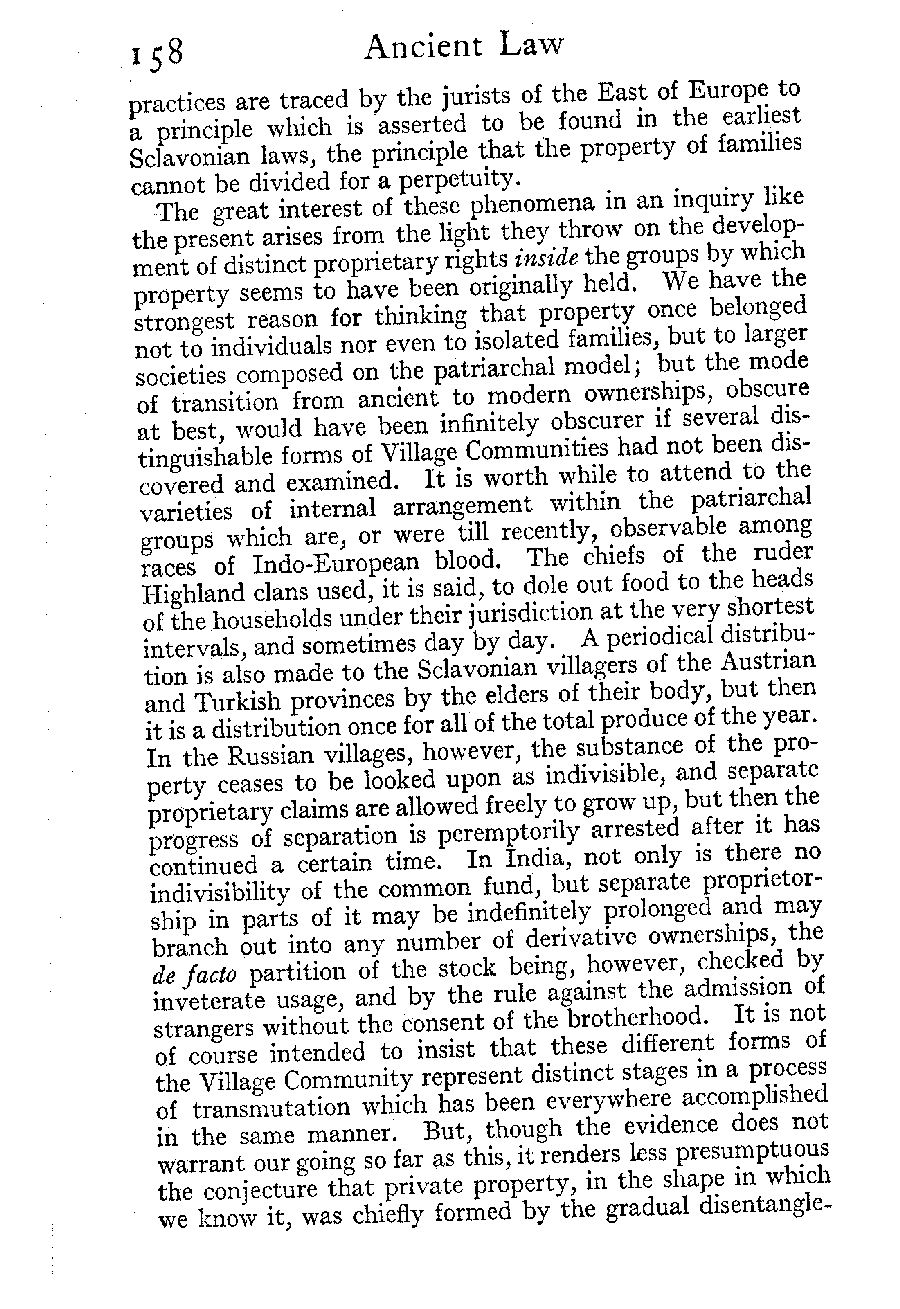 158 Ancient Law
practices are traced by the jurists of the East of Europe to
a principle which is asserted to be found in the earliest
Sclavonian laws, the principle that the property of families
cannot be divided for a perpetuity.
The great interest of these phenomena in an inquiry like
the present arises from the light they throw on the develop-
ment of distinct proprietary rights inside the groups by which
property seems to have been originally held. We have the
strongest reason for thinking that property once belonged
not to individuals nor even to isolated families, but to larger
societies composed on the patriarchal model; but the mode
of transition from ancient to modern ownerships, obscure
at best, would have been infinitely obscurer if several dis-
tinguishable forms of Village Communities had not been dis-
covered and examined. It is worth while to attend to the
varieties of internal arrangement within the patriarchal
groups which are, or were till recently, observable among
races of Indo-European blood. The chiefs of the ruder
Highland clans used, it is said, to dole out food to the heads
of the households under their jurisdiction at the very shortest
intervals, and sometimes day by day. A periodical distribu-
tion is also made to the Sclavonian villagers of the Austrian
and Turkish provinces by the elders of their body, but then
it is a distribution once for all of the total produce of the year.
In the Russian villages, however, the substance of the pro-
perty ceases to be looked upon as indivisible, and separate
proprietary claims are allowed freely to grow up, but then the
progress of separation is peremptorily arrested after it has
continued a certain time. In India, not only is there no
indivisibility of the common fund, but separate proprietor-
ship in parts of it may be indefinitely prolonged and may
branch out into any number of derivative ownerships, the
de facto partition of the stock being, however, checked by
inveterate usage, and by the rule against the admission of
strangers without the consent of the brotherhood. It is not
of course intended to insist that these different forms of
the Village Community represent distinct stages in a process
of transmutation which has been everywhere accomplished
in the same manner. But, though the evidence does not
warrant our going so far as this, it renders less presumptuous
the conjecture that private property, in the shape in which
we know it, was chiefly formed by the gradual disentangle-